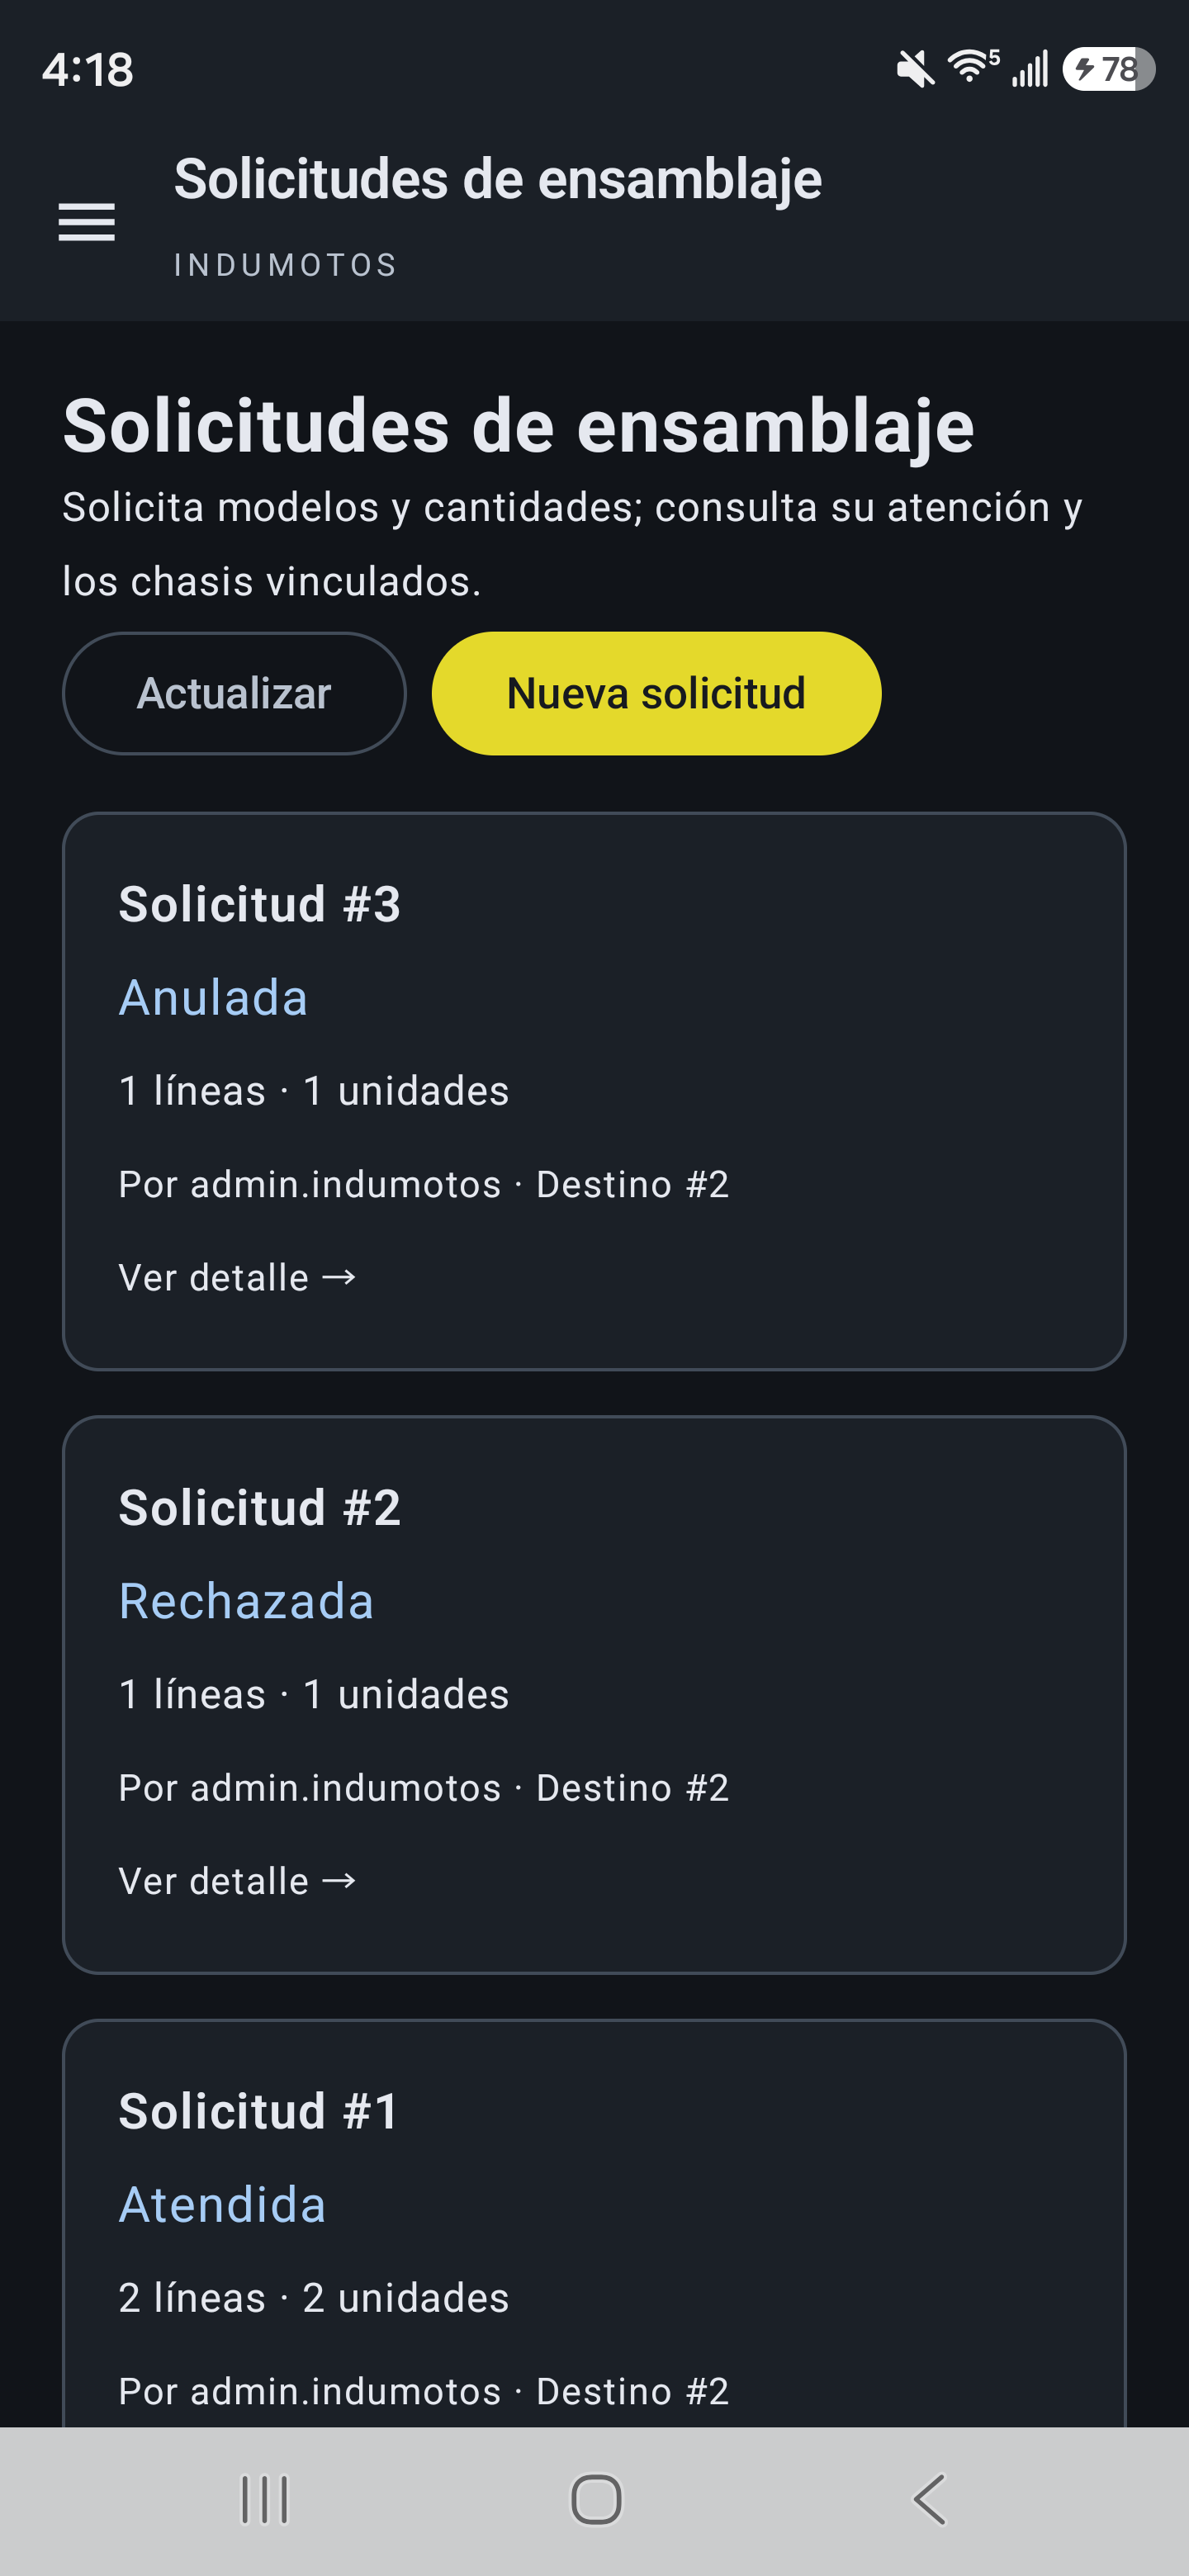 4:18
5
78
Solicitudes de ensamblaje
INDUMOTOS
Solicitudes de ensamblaje
Solicita modelos y cantidades; consulta su atención y
los chasis vinculados.
Actualizar
Nueva solicitud
Solicitud #3
Anulada
1 líneas · 1 unidades
Por admin.indumotos · Destino #2
Ver detalle →
Solicitud #2
Rechazada
1 líneas · 1 unidades
Por admin.indumotos · Destino #2
Ver detalle →
Solicitud #1
Atendida
2 líneas · 2 unidades
Por admin.indumotos · Destino #2